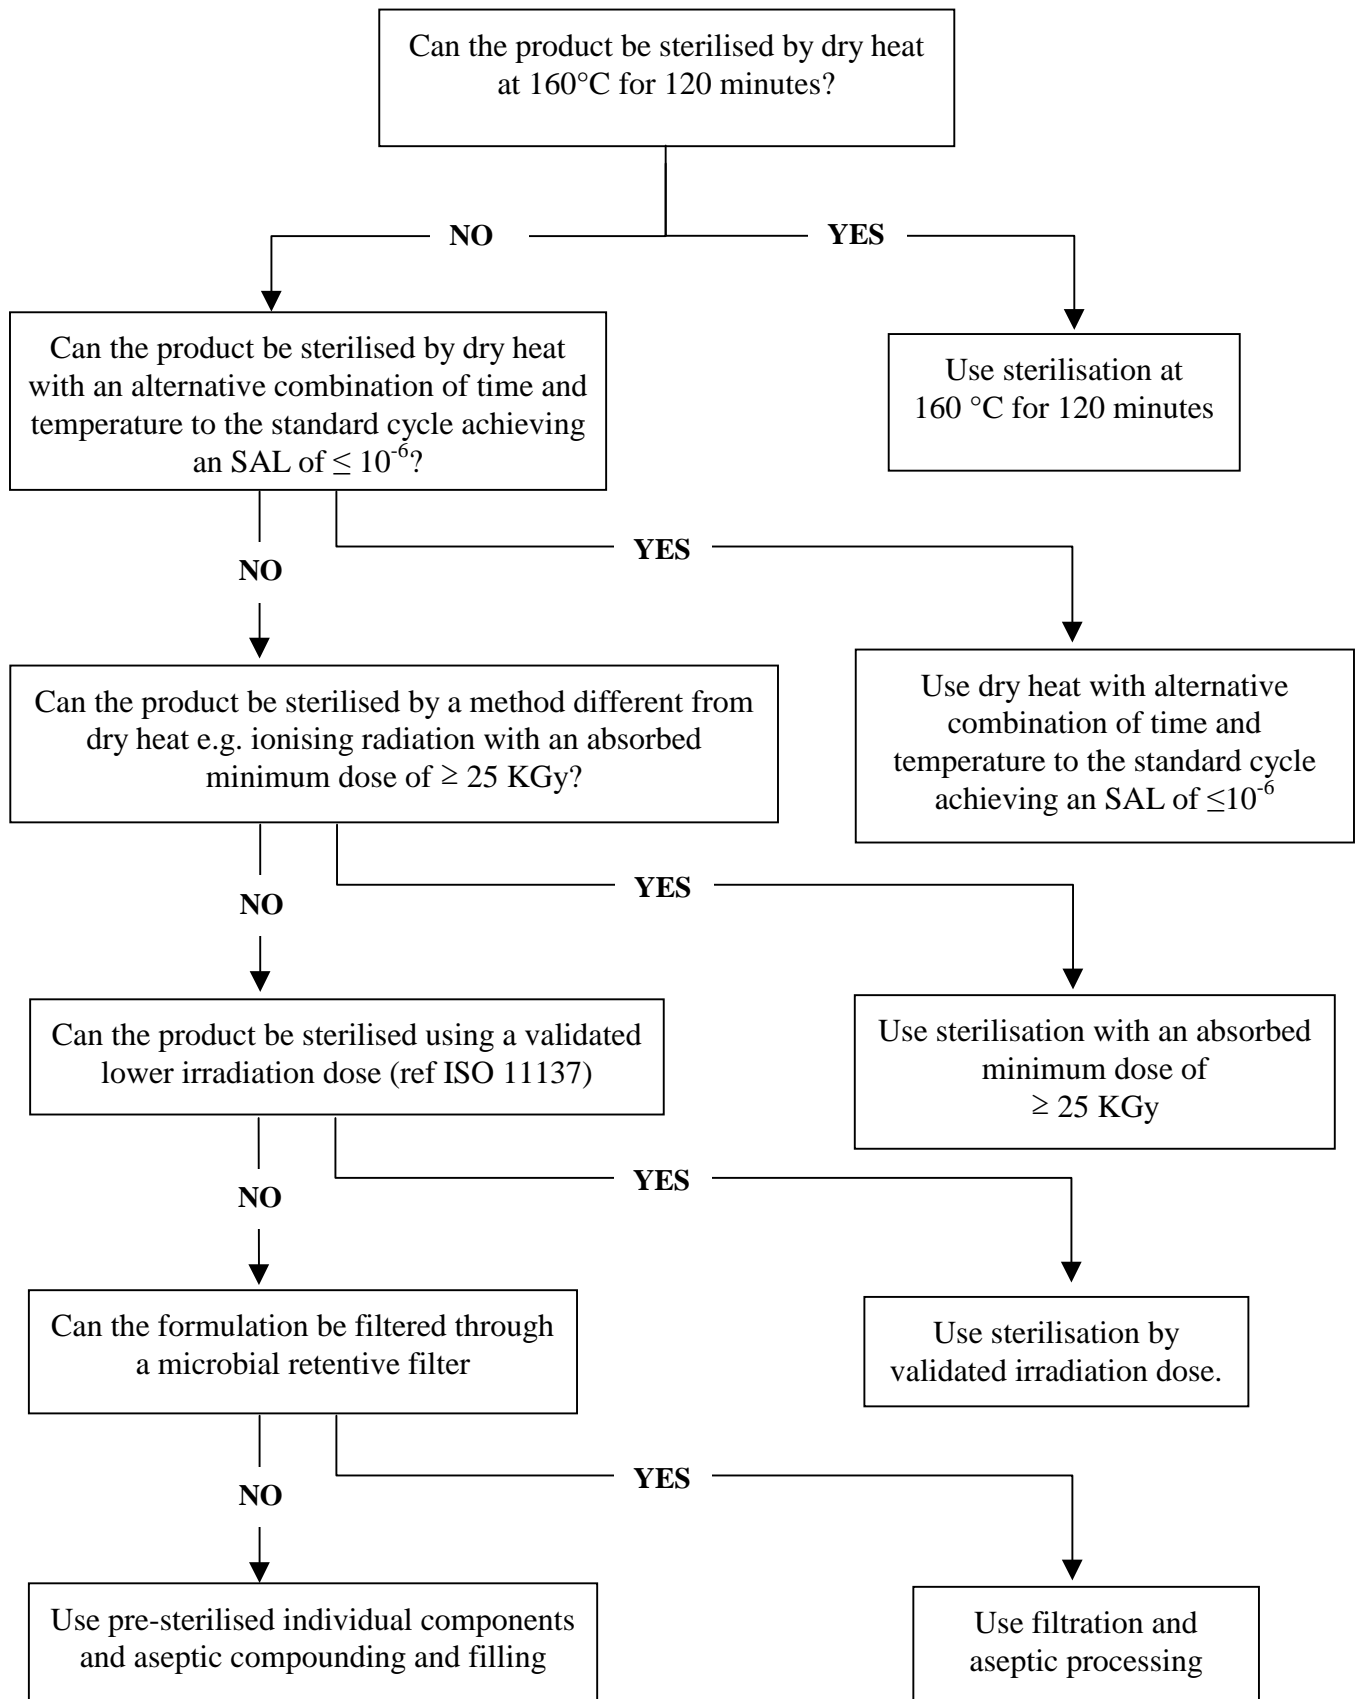 Can the product be sterilised by dry heat
at 160°C for 120 minutes?
NO
YES
Can the product be sterilised by dry heat
with an alternative combination of time and
temperature to the standard cycle achieving
an SAL of ≤ 10⁻⁶?
Use sterilisation at
160 °C for 120 minutes
NO
YES
Can the product be sterilised by a method different from
dry heat e.g. ionising radiation with an absorbed
minimum dose of ≥ 25 KGy?
Use dry heat with alternative
combination of time and
temperature to the standard cycle
achieving an SAL of ≤10⁻⁶
NO
YES
Can the product be sterilised using a validated
lower irradiation dose (ref ISO 11137)
Use sterilisation with an absorbed
minimum dose of
≥ 25 KGy
NO
YES
Can the formulation be filtered through
a microbial retentive filter
Use sterilisation by
validated irradiation dose.
NO
YES
Use pre-sterilised individual components
and aseptic compounding and filling
Use filtration and
aseptic processing